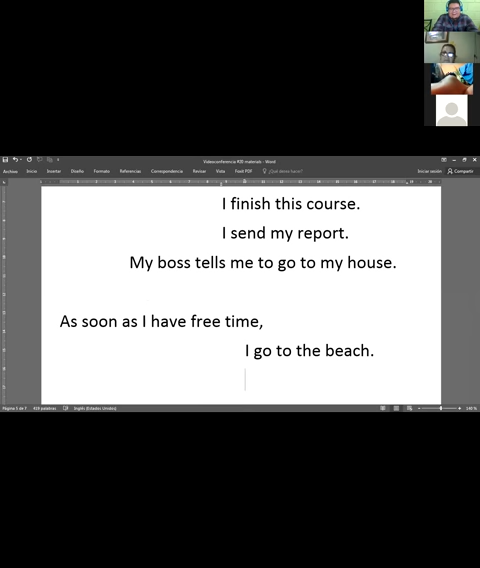 Videoconferencia R3B materials - Word
Archivo Inicio Insertar Diseño Formato Referencias Correspondencia Revisar Vista Foxit PDF ¿Qué desea hacer? Iniciar sesión Compartir
I finish this course.
I send my report.
My boss tells me to go to my house.
As soon as I have free time,
I go to the beach.
Página 5 de 7 419 palabras Inglés (Estados Unidos) 140 %